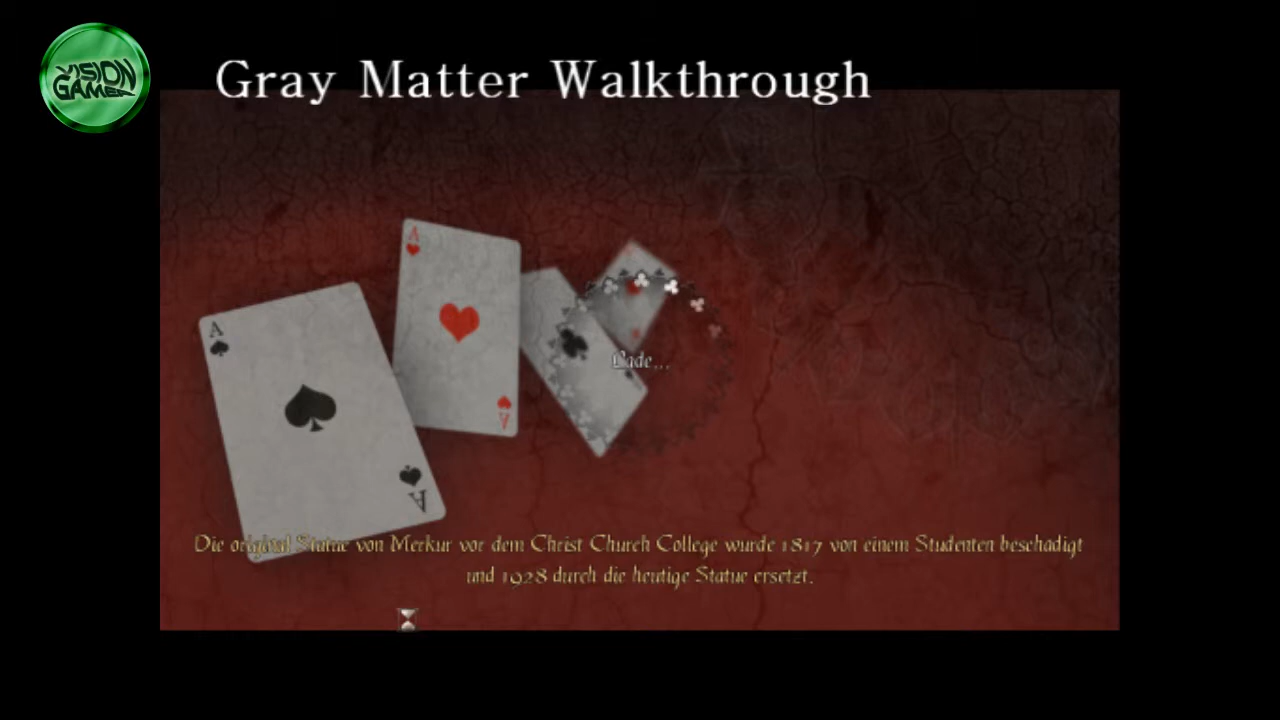 VISION
GAMER
Gray Matter Walkthrough
A
A
Lade...
A
A
Die original Statue von Merkur vor dem Christ Church College wurde 1817 von einem Studenten beschädigt
und 1928 durch die heutige Statue ersetzt.